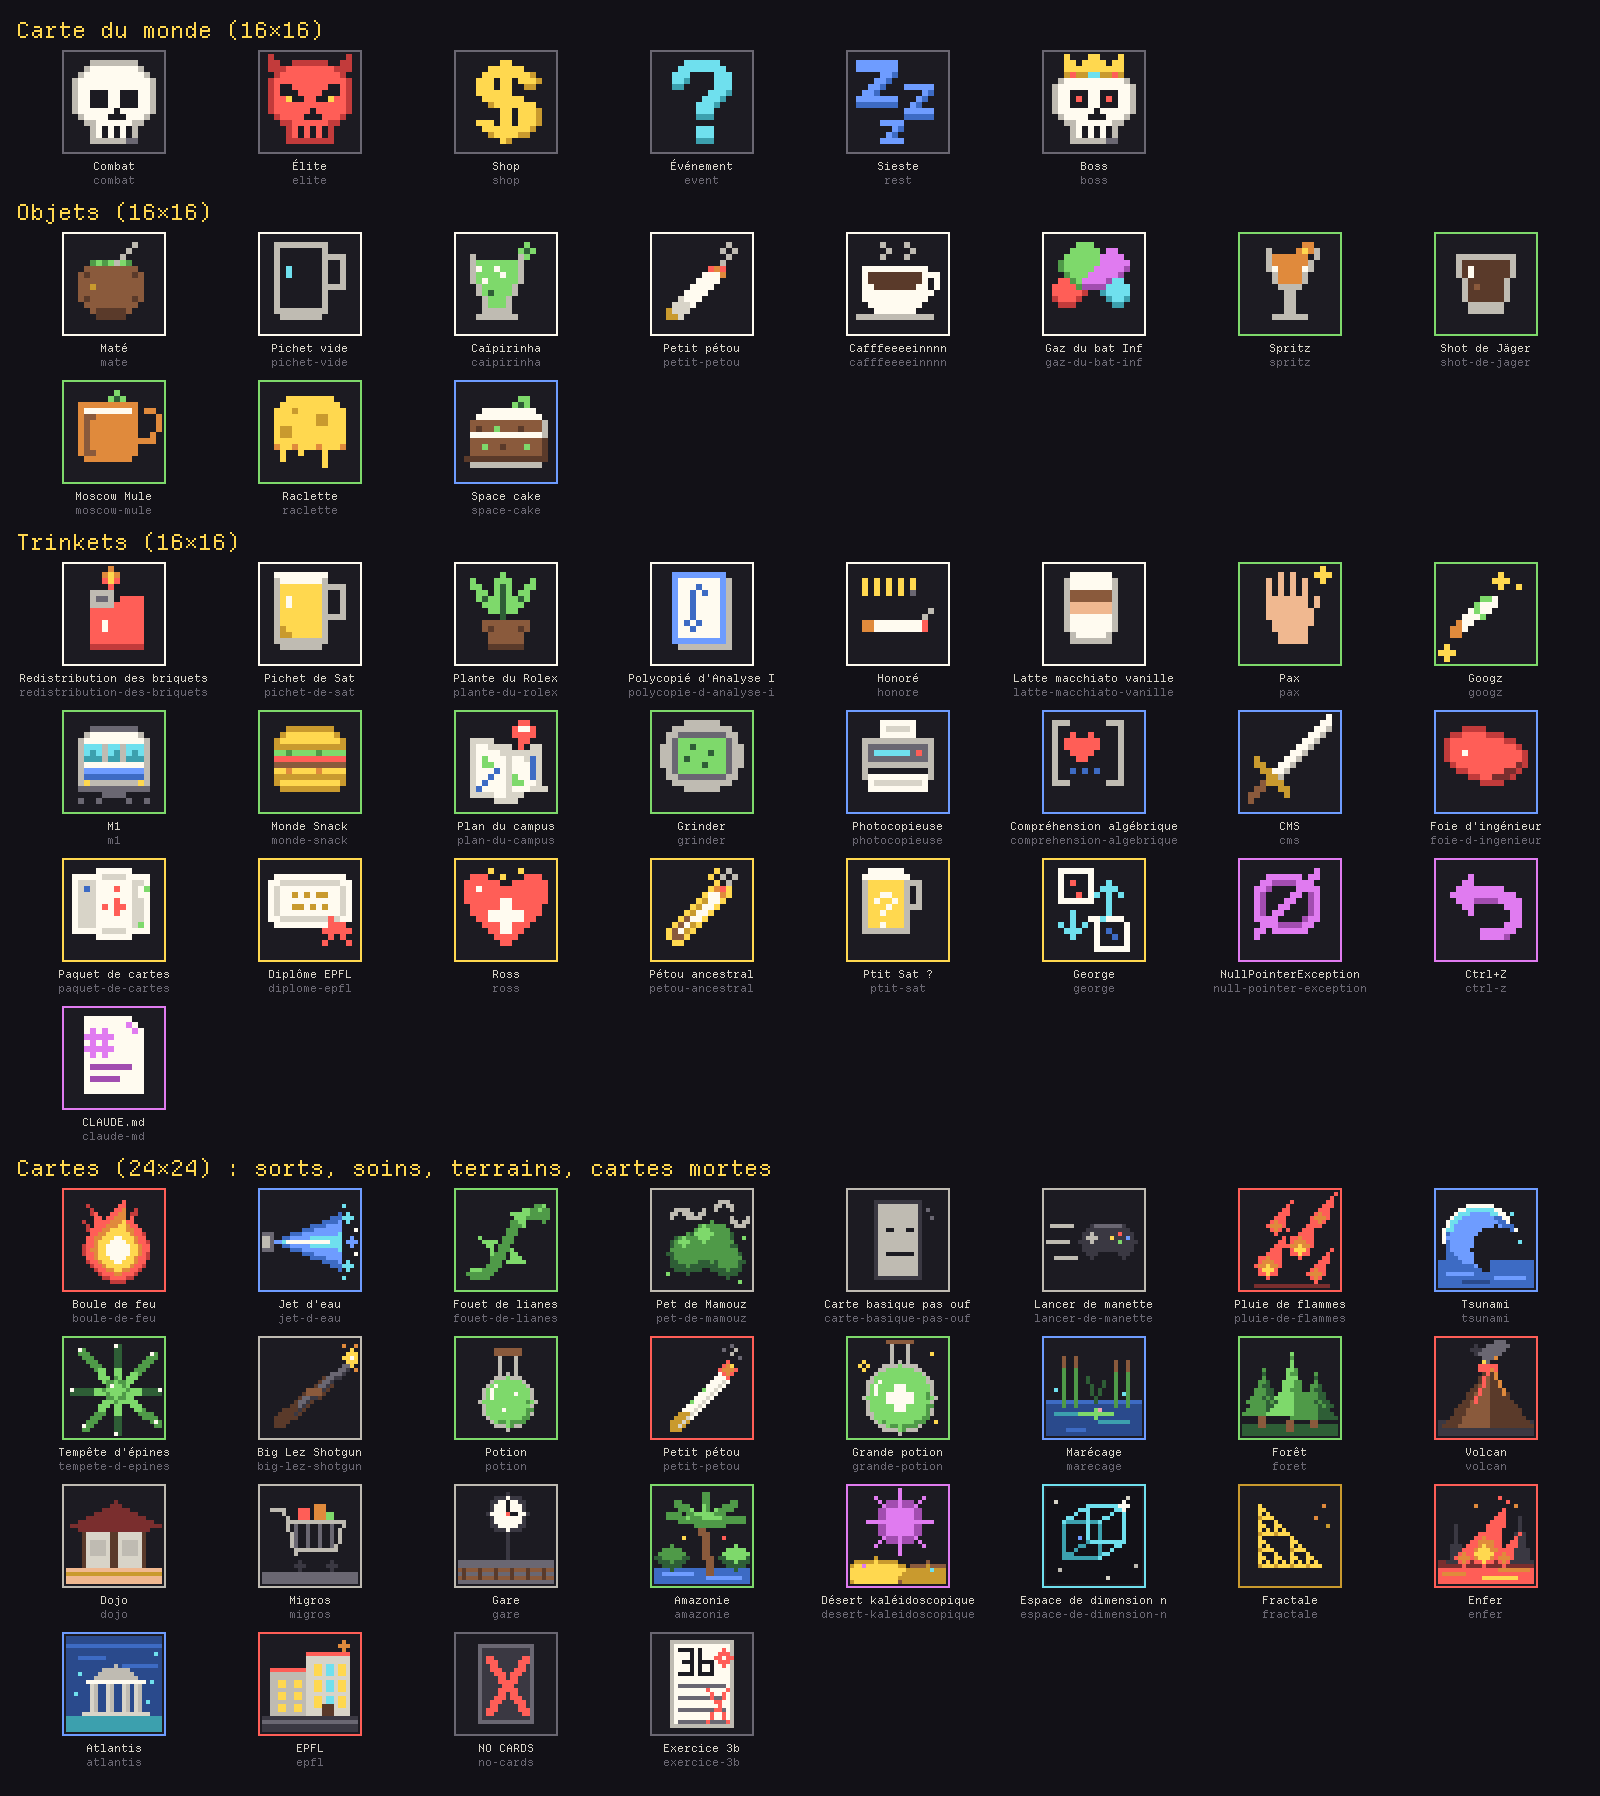 Carte du monde (16×16)
Combat
combat
Élite
elite
Shop
shop
Événement
event
Sieste
rest
Boss
boss
Objets (16×16)
Maté
mate
Pichet vide
pichet-vide
Caïpirinha
caipirinha
Petit pétou
petit-petou
Cafffeeeeinnnn
cafffeeeeinnnn
Gaz du bat Inf
gaz-du-bat-inf
Spritz
spritz
Shot de Jäger
shot-de-jager
Moscow Mule
moscow-mule
Raclette
raclette
Space cake
space-cake
Trinkets (16×16)
Redistribution des briquets
redistribution-des-briquets
Pichet de Sat
pichet-de-sat
Plante du Rolex
plante-du-rolex
Polycopié d'Analyse I
polycopie-d-analyse-i
Honoré
honore
Latte macchiato vanille
latte-macchiato-vanille
Pax
pax
Googz
googz
M1
m1
Monde Snack
monde-snack
Plan du campus
plan-du-campus
Grinder
grinder
Photocopieuse
photocopieuse
Compréhension algébrique
comprehension-algebrique
CMS
cms
Foie d'ingénieur
foie-d-ingenieur
Paquet de cartes
paquet-de-cartes
Diplôme EPFL
diplome-epfl
Ross
ross
Pétou ancestral
petou-ancestral
Ptit Sat ?
ptit-sat
George
george
NullPointerException
null-pointer-exception
Ctrl+Z
ctrl-z
CLAUDE.md
claude-md
Cartes (24×24) : sorts, soins, terrains, cartes mortes
Boule de feu
boule-de-feu
Jet d'eau
jet-d-eau
Fouet de lianes
fouet-de-lianes
Pet de Mamouz
pet-de-mamouz
Carte basique pas ouf
carte-basique-pas-ouf
Lancer de manette
lancer-de-manette
Pluie de flammes
pluie-de-flammes
Tsunami
tsunami
Tempête d'épines
tempete-d-epines
Big Lez Shotgun
big-lez-shotgun
Potion
potion
Petit pétou
petit-petou
Grande potion
grande-potion
Marécage
marecage
Forêt
foret
Volcan
volcan
Dojo
dojo
Migros
migros
Gare
gare
Amazonie
amazonie
Désert kaléidoscopique
desert-kaleidoscopique
Espace de dimension n
espace-de-dimension-n
Fractale
fractale
Enfer
enfer
Atlantis
atlantis
EPFL
epfl
NO CARDS
no-cards
3b
Exercice 3b
exercice-3b